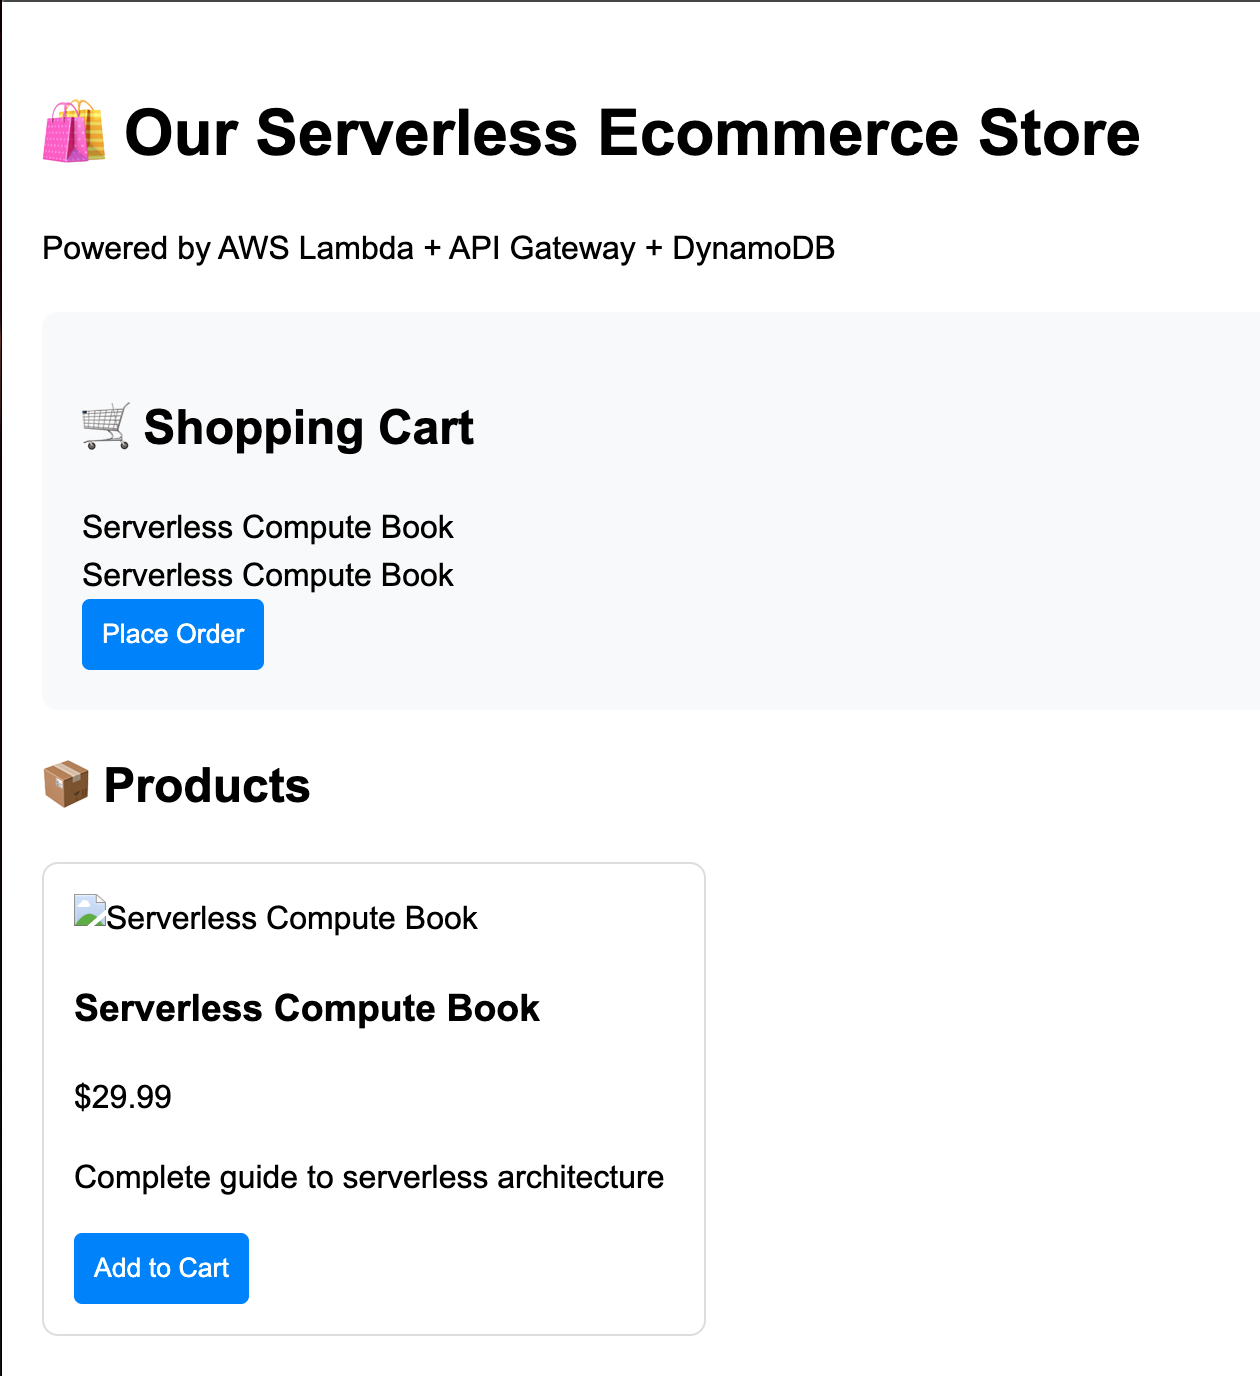 Our Serverless Ecommerce Store
Powered by AWS Lambda + API Gateway + DynamoDB
Shopping Cart
Serverless Compute Book
Serverless Compute Book
Place Order
Products
Serverless Compute Book
Serverless Compute Book
$29.99
Complete guide to serverless architecture
Add to Cart